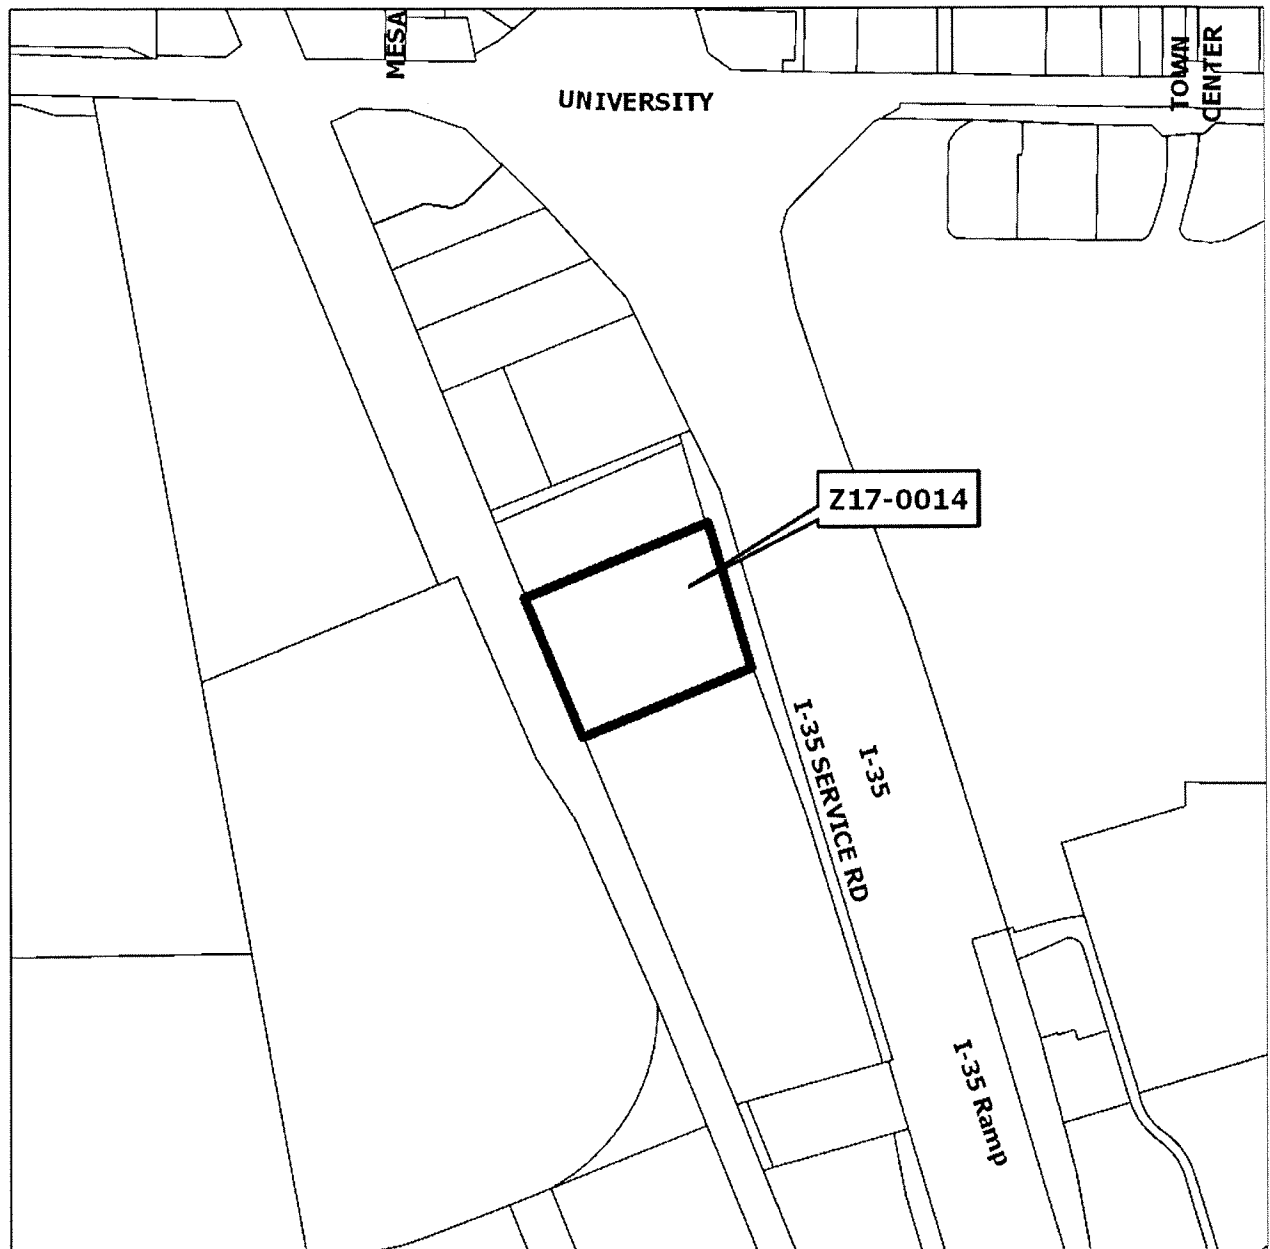 MESA
UNIVERSITY
TOWN
CENTER
Z17-0014
I-35
I-35 SERVICE RD
I-35 Ramp